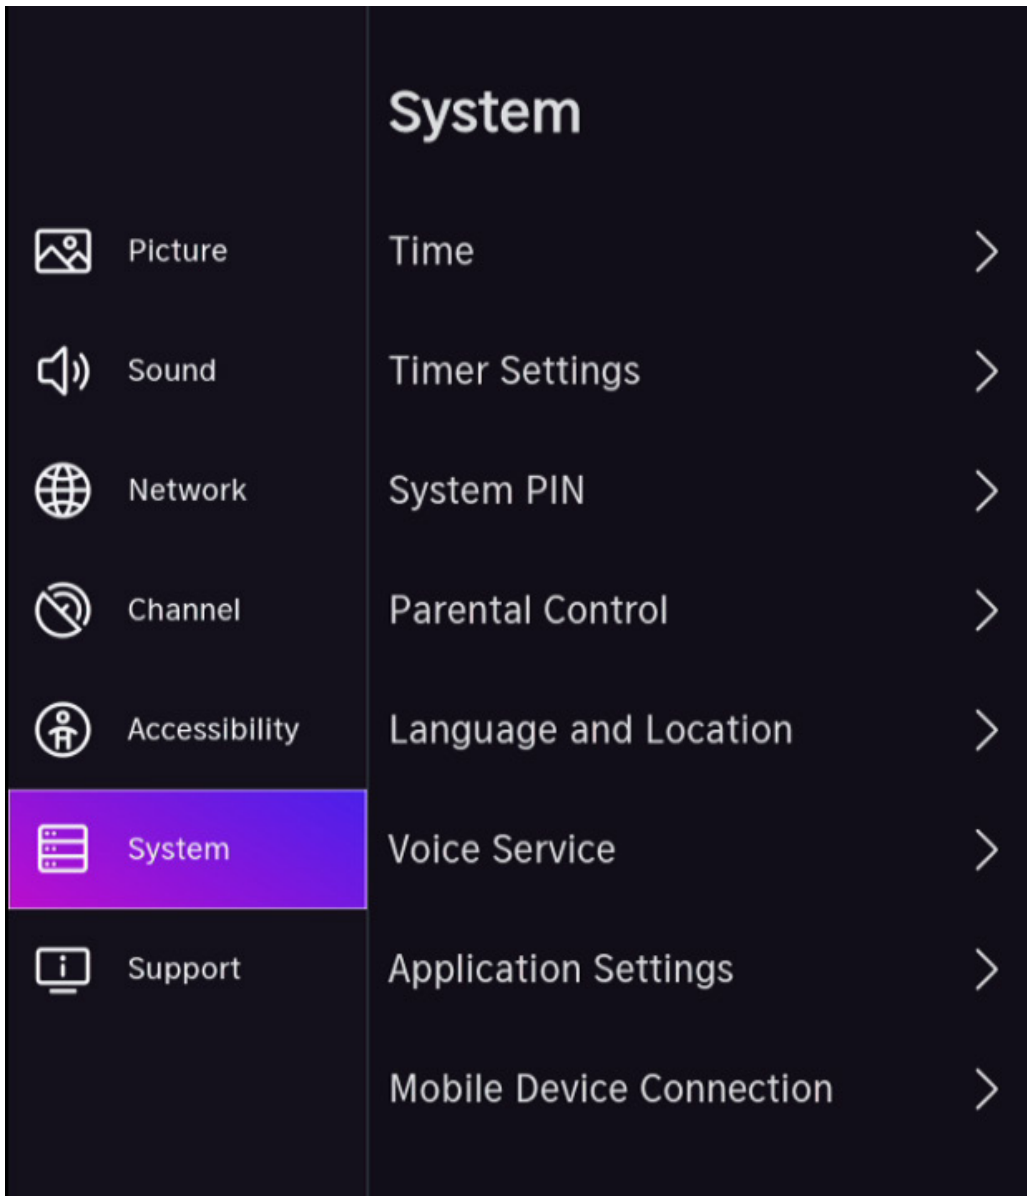 System
Picture
Time
Sound
Timer Settings
Network
System PIN
Channel
Parental Control
Accessibility
Language and Location
System
Voice Service
Support
Application Settings
Mobile Device Connection